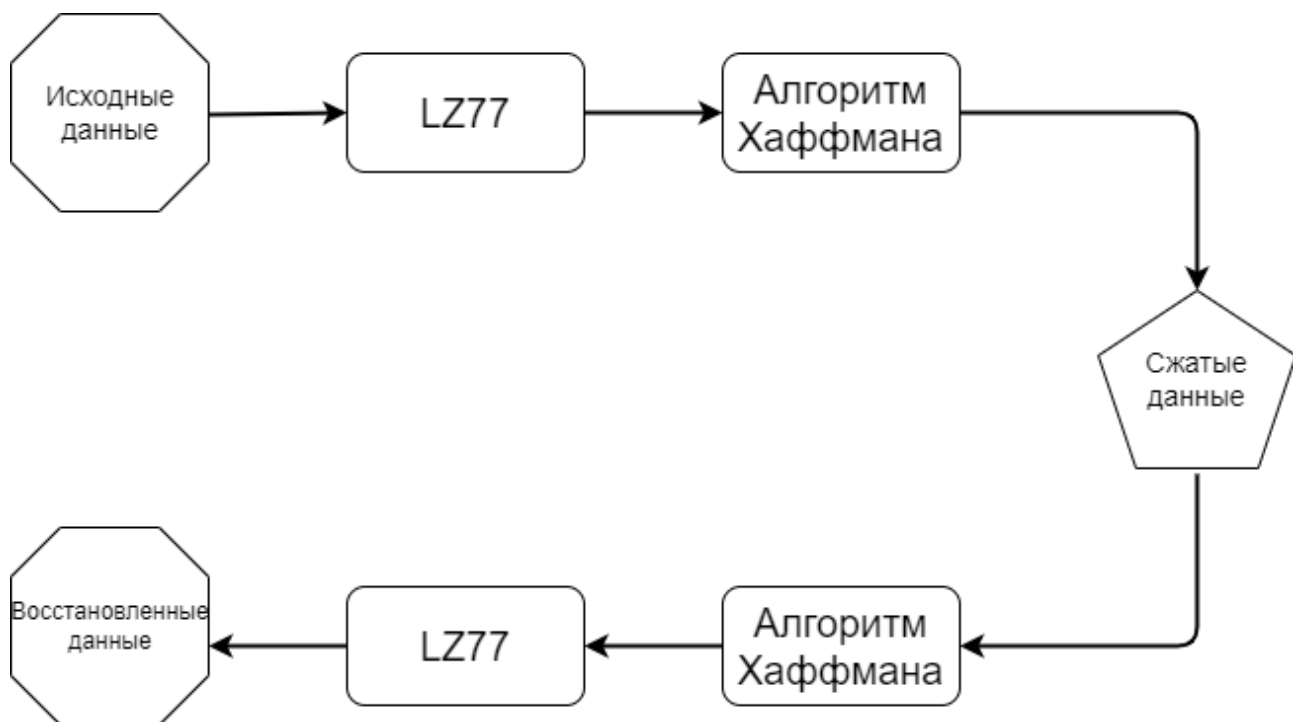 Исходные
данные
LZ77
Алгоритм
Хаффмана
Сжатые
данные
Восстановленные
данные
LZ77
Алгоритм
Хаффмана